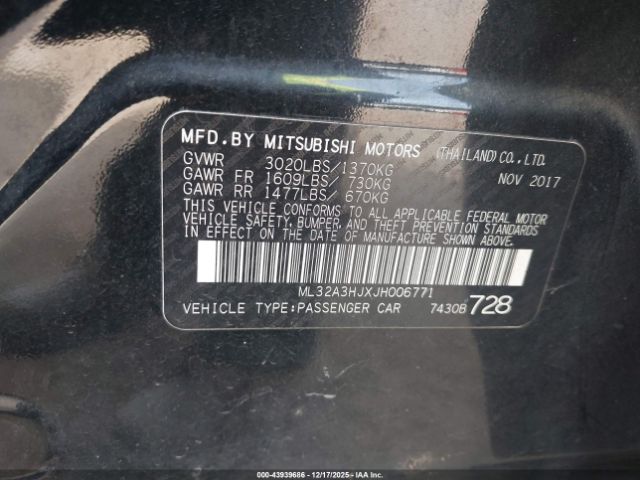 MFD.BY MITSUBISHI MOTORS (THAILAND) CO., LTD.
GVWR 3020LBS/1370KG NOV 2017
GAWR FR 1609LBS/ 730KG
GAWR RR 1477LBS/ 670KG
THIS VEHICLE CONFORMS TO ALL APPLICABLE FEDERAL MOTOR
VEHICLE SAFETY, BUMPER, AND THEFT PREVENTION STANDARDS
IN EFFECT ON THE DATE OF MANUFACTURE SHOWN ABOVE.
ML32A3HJXJH006771
VEHICLE TYPE:PASSENGER CAR 7430B 728
000-43939686 - 12/17/2025 - IAA, Inc.